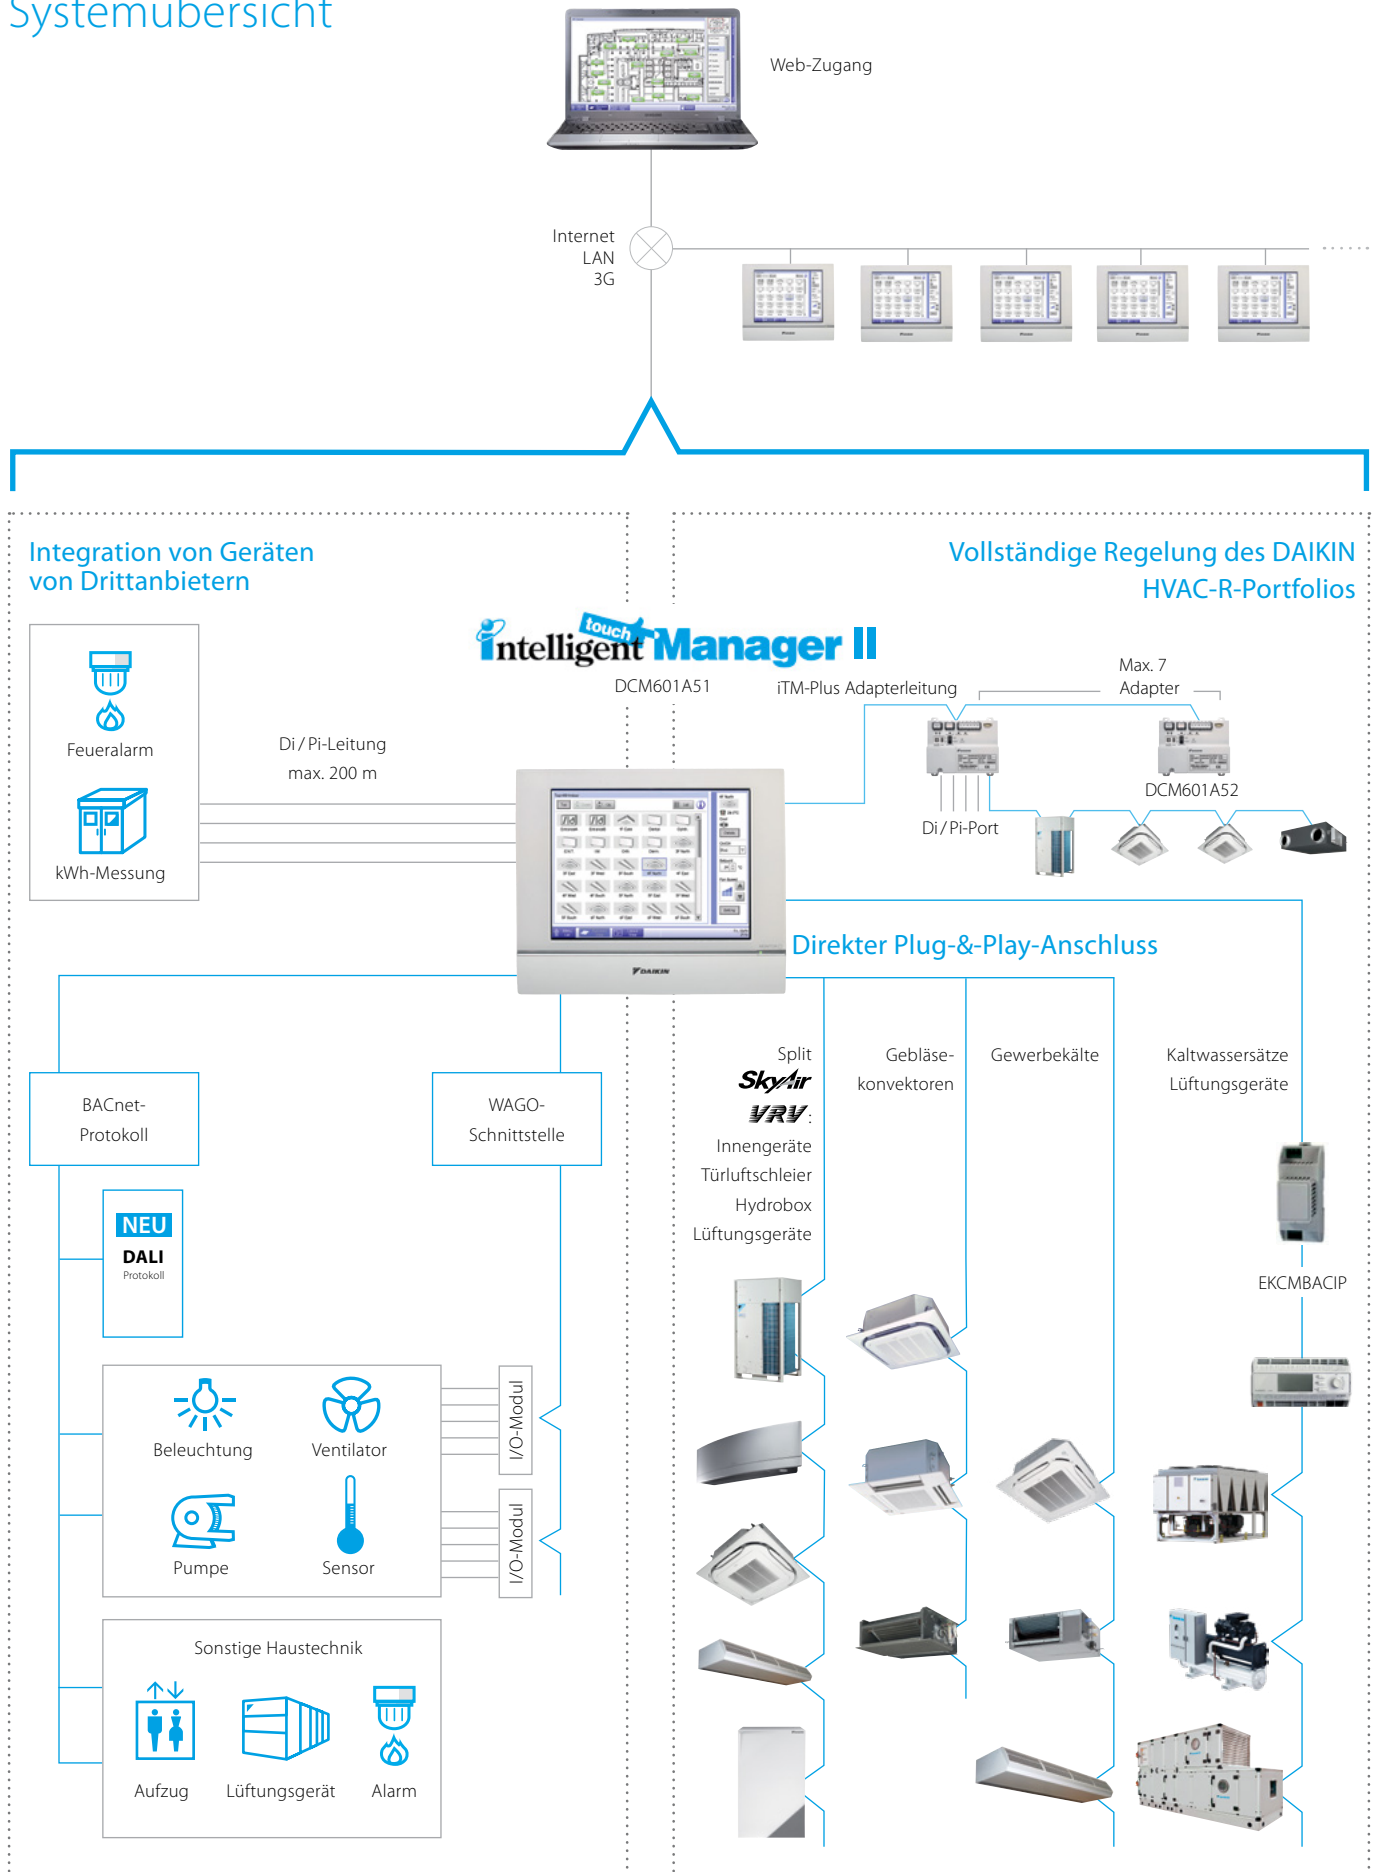 Systemübersicht
Web-Zugang
Internet
LAN
3G
Integration von Geräten
von Drittanbietern
Vollständige Regelung des DAIKIN
HVAC-R-Portfolios
intelligent touch Manager II
DCM601A51
iTM-Plus Adapterleitung
Max. 7
Adapter
Feueralarm
kWh-Messung
Di / Pi-Leitung
max. 200 m
DCM601A52
Di / Pi-Port
DAIKIN
Direkter Plug-&-Play-Anschluss
BACnet-
Protokoll
WAGO-
Schnittstelle
Split
SkyAir
VRV :
Innengeräte
Türluftschleier
Hydrobox
Lüftungsgeräte
Gebläse-
konvektoren
Gewerbekälte
Kaltwassersätze
Lüftungsgeräte
EKCMBACIP
NEU
DALI
Protokoll
Beleuchtung
Ventilator
Pumpe
Sensor
I/O-Modul
I/O-Modul
Sonstige Haustechnik
Aufzug
Lüftungsgerät
Alarm